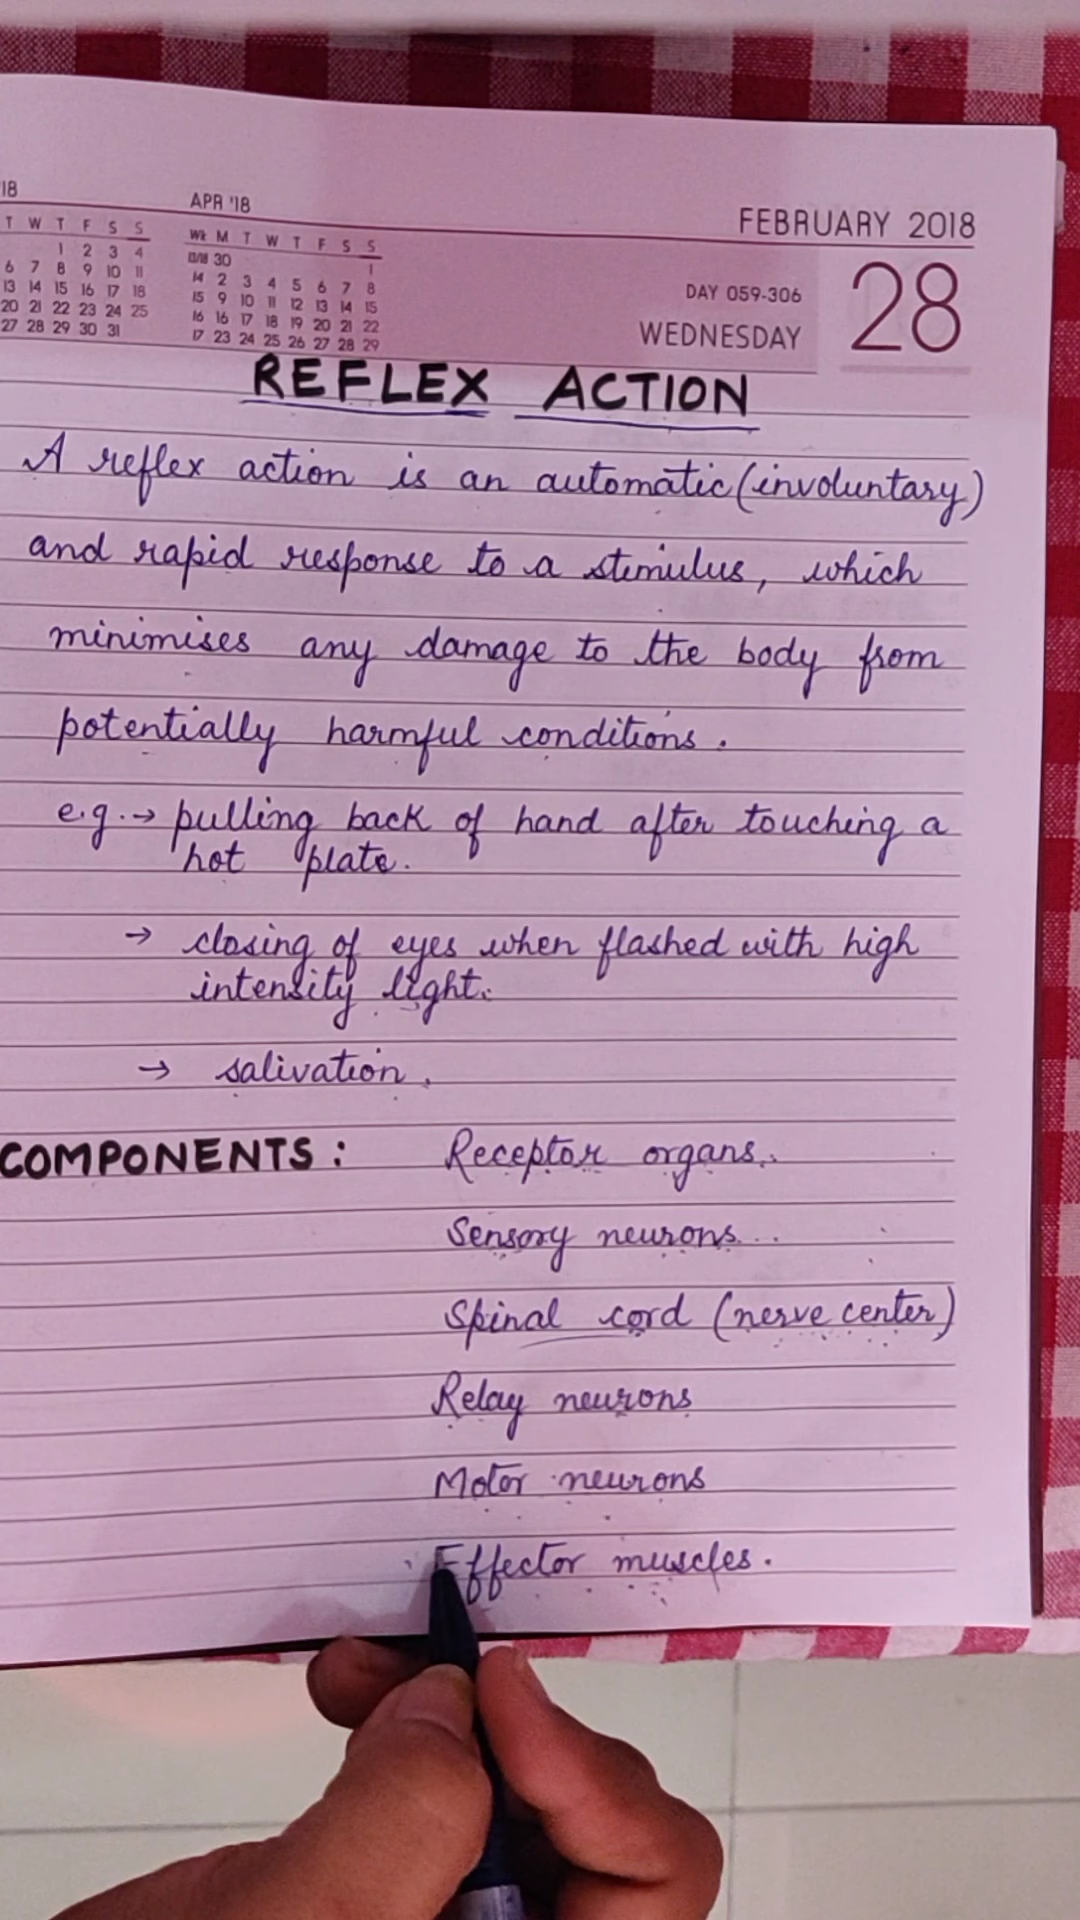 '18
APR '18
FEBRUARY 2018
T W T F S S
1 2 3 4
6 7 8 9 10 11
13 14 15 16 17 18
20 21 22 23 24 25
27 28 29 30 31
Wk M T W T F S S
13/18 30 1
14 2 3 4 5 6 7 8
15 9 10 11 12 13 14 15
16 16 17 18 19 20 21 22
17 23 24 25 26 27 28 29
DAY 059-306
WEDNESDAY
28
REFLEX ACTION
A reflex action is an automatic (involuntary)
and rapid response to a stimulus, which
minimises any damage to the body from
potentially harmful conditions.
e.g. → pulling back of hand after touching a
hot plate.
→ closing of eyes when flashed with high
intensity light.
→ salivation.
COMPONENTS: Receptor organs.
Sensory neurons.
Spinal cord (nerve center)
Relay neurons
Motor neurons
Effector muscles.